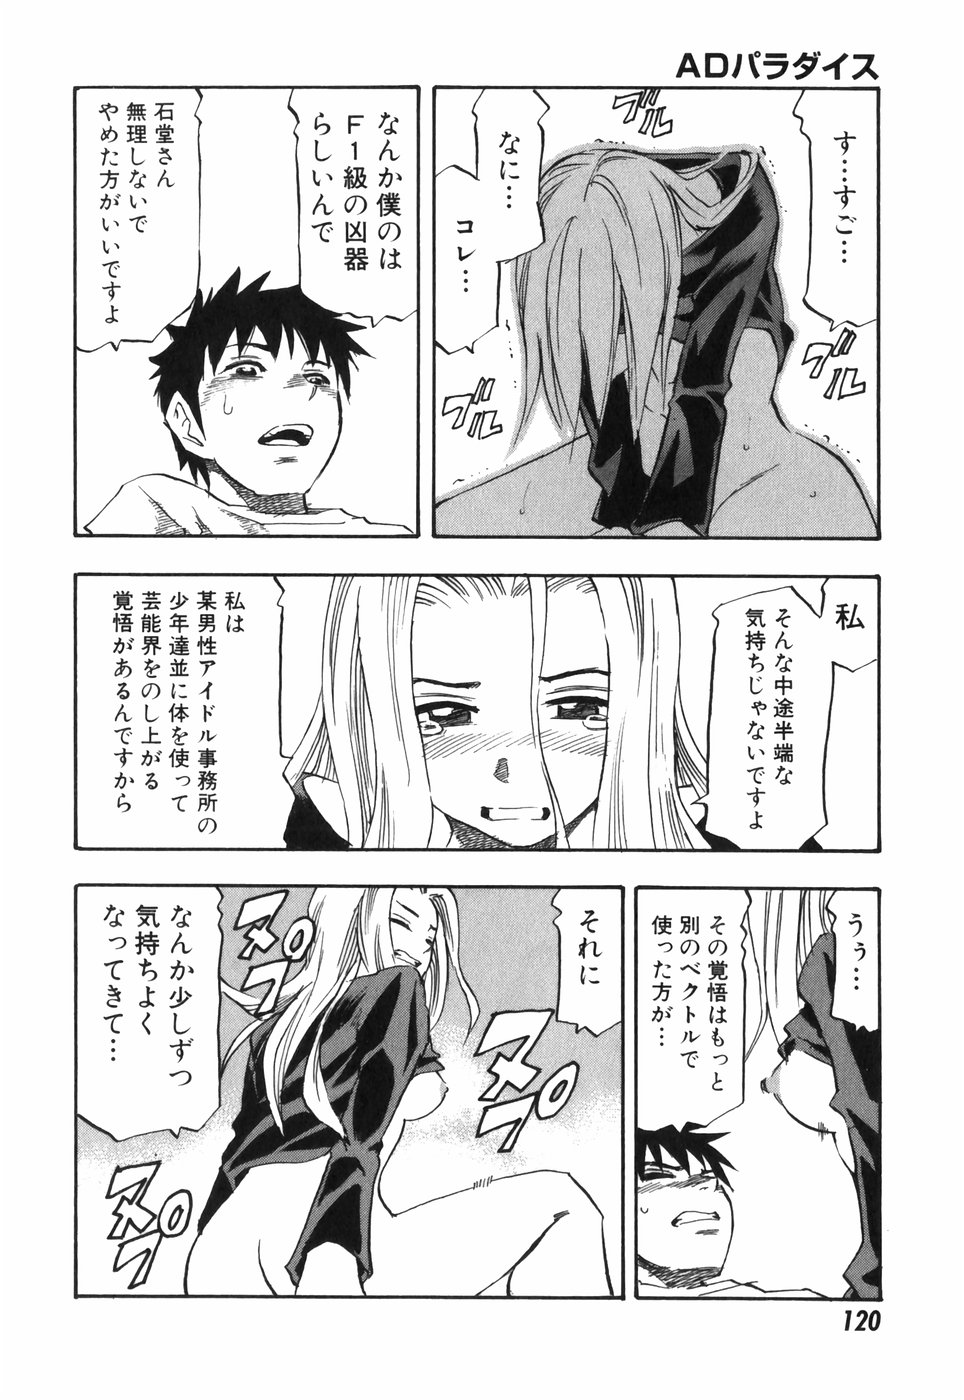 ADパラダイス
す…すご…
なに…
コレ…
ブル
ブル
ブル
なんか僕のは
F1級の凶器
らしいんで
石堂さん
無理しないで
やめた方がいいですよ
私
そんな中途半端な
気持ちじゃないですよ
私は
某男性アイドル事務所の
少年達並に体を使って
芸能界をのし上がる
覚悟があるんですから
うぅ…
その覚悟はもっと
別のベクトルで
使った方が…
それに
なんか少しずつ
気持ちよく
なってきて…
ヌプ
ヌプ
ヌプ
120